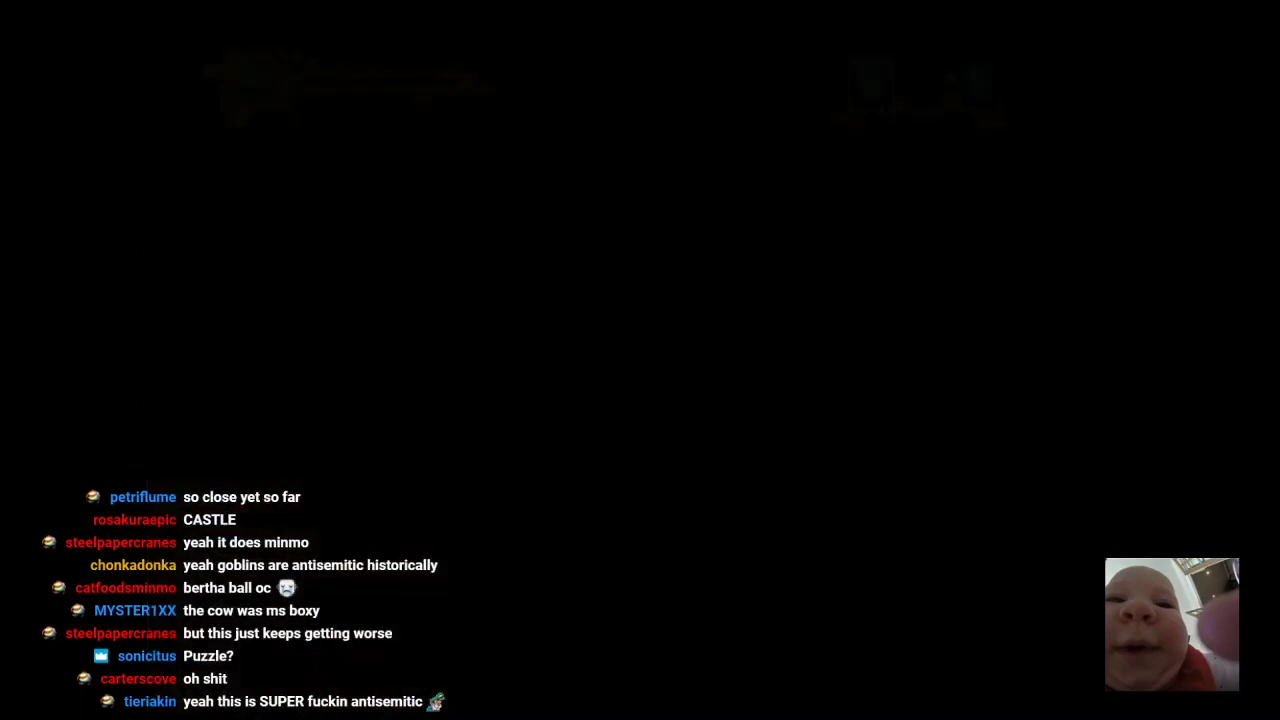 petriflume so close yet so far
rosakuraepic CASTLE
steelpapercranes yeah it does minmo
chonkadonka yeah goblins are antisemitic historically
catfoodsminmo bertha ball oc
MYSTER1XX the cow was ms boxy
steelpapercranes but this just keeps getting worse
sonicitus Puzzle?
carterscove oh shit
tieriakin yeah this is SUPER fuckin antisemitic